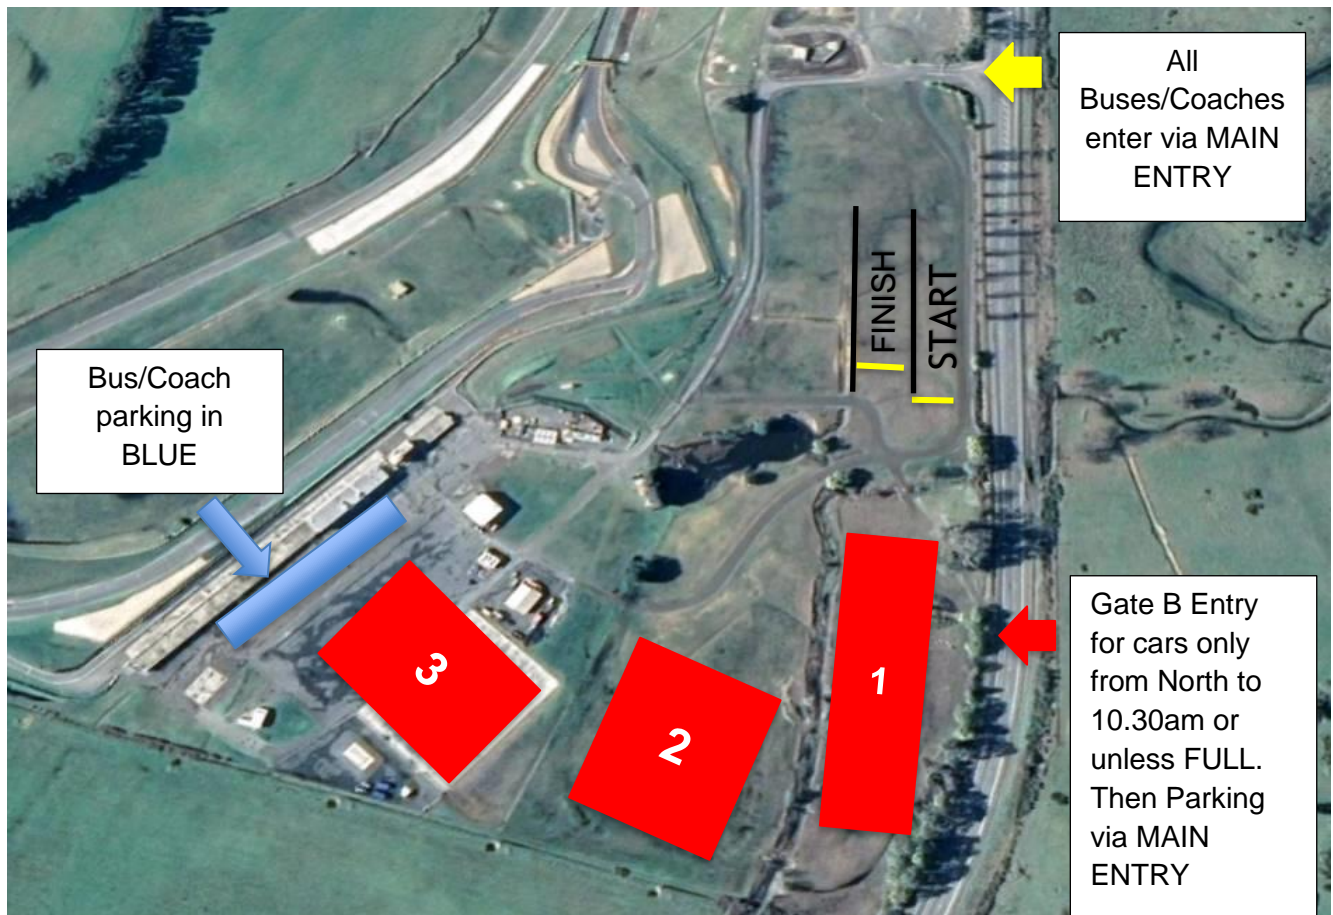 All
Buses/Coaches
enter via MAIN
ENTRY
FINISH
START
Bus/Coach
parking in
BLUE
3
2
1
Gate B Entry
for cars only
from North to
10.30am or
unless FULL.
Then Parking
via MAIN
ENTRY